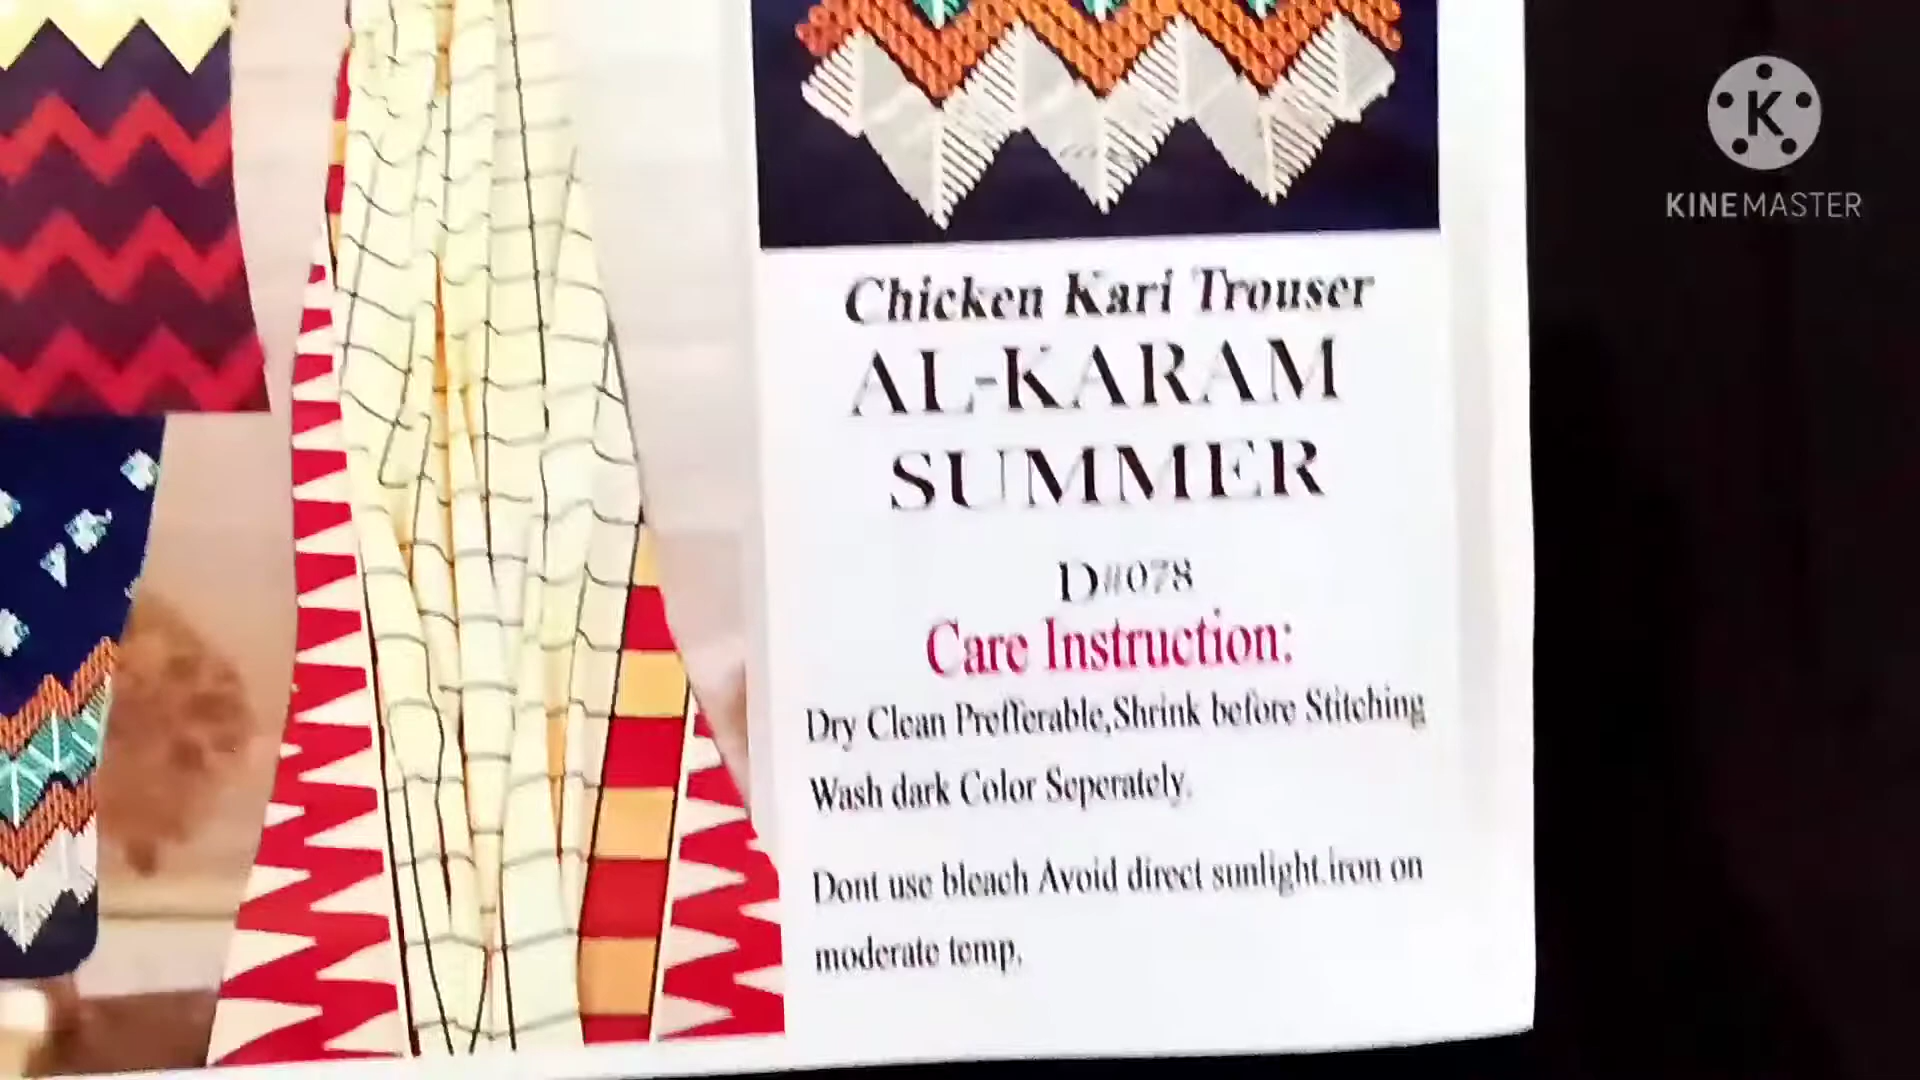 KINEMASTER
Chicken Kari Trouser
AL-KARAM
SUMMER
D#078
Care Instruction:
Dry Clean Prefferable,Shrink before Stitching
Wash dark Color Seperately.
Dont use bleach Avoid direct sunlight.iron on
moderate temp.